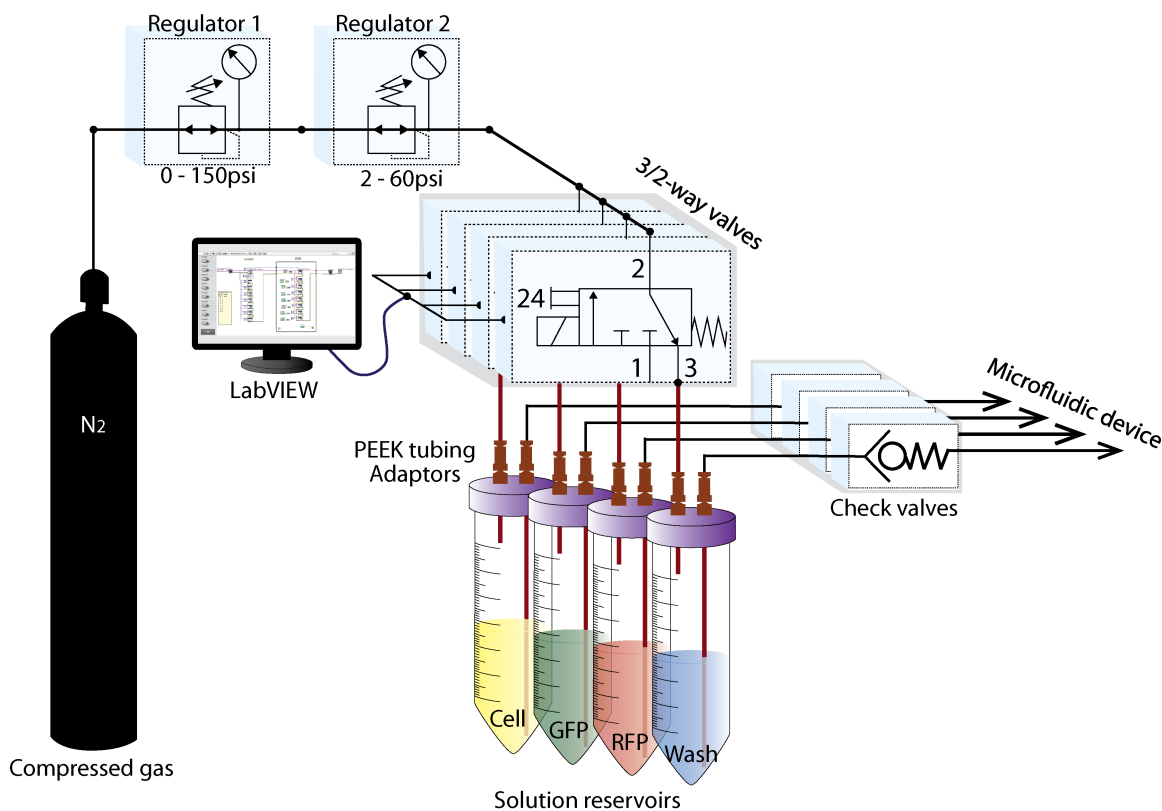 Regulator 1
Regulator 2
0 - 150psi
2 - 60psi
3/2-way valves
2
24
1
3
LabVIEW
N2
Microfluidic device
PEEK tubing
Adaptors
Check valves
Cell
GFP
RFP
Wash
Compressed gas
Solution reservoirs